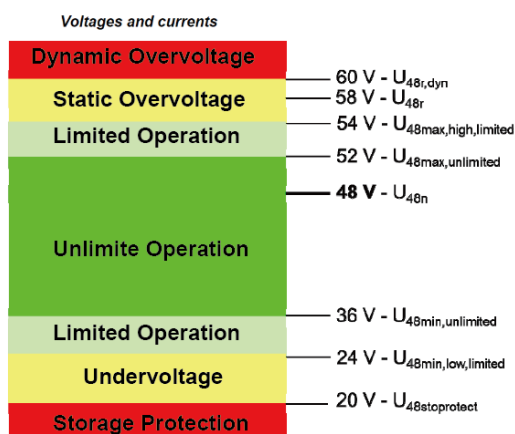 Voltages and currents
Dynamic Overvoltage
60 V - U48r,dyn
Static Overvoltage
58 V - U48r
54 V - U48max,high,limited
Limited Operation
52 V - U48max,unlimited
48 V - U48n
Unlimite Operation
36 V - U48min,unlimited
Limited Operation
24 V - U48min,low,limited
Undervoltage
20 V - U48stoprotect
Storage Protection